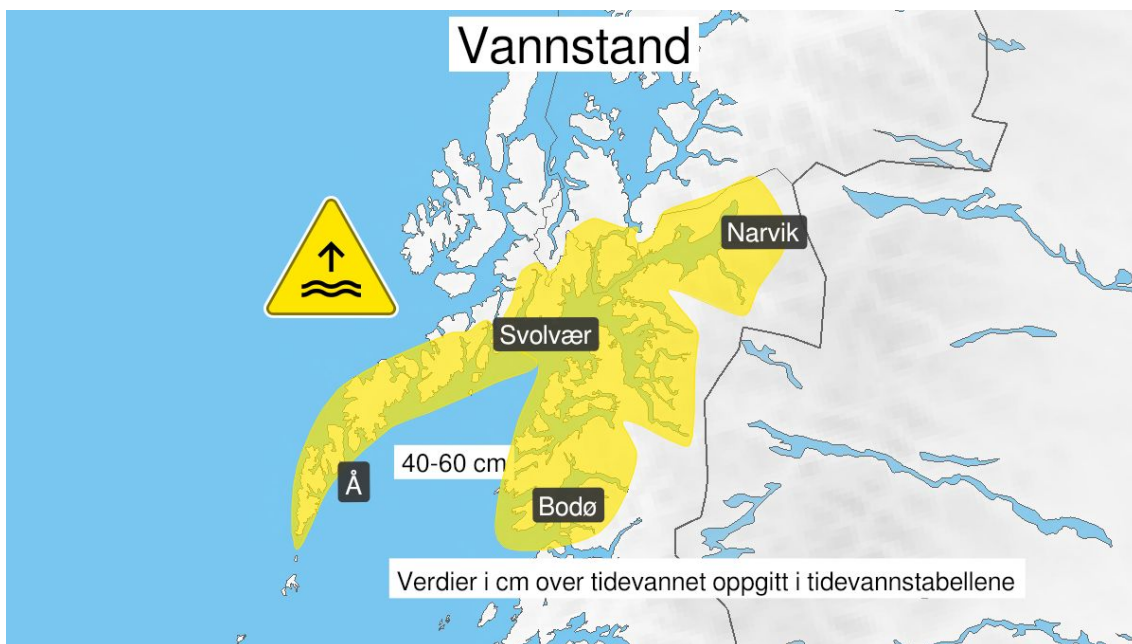 Vannstand
Narvik
Svolvær
40-60 cm
Å
Bodø
Verdier i cm over tidevannet oppgitt i tidevannstabellene